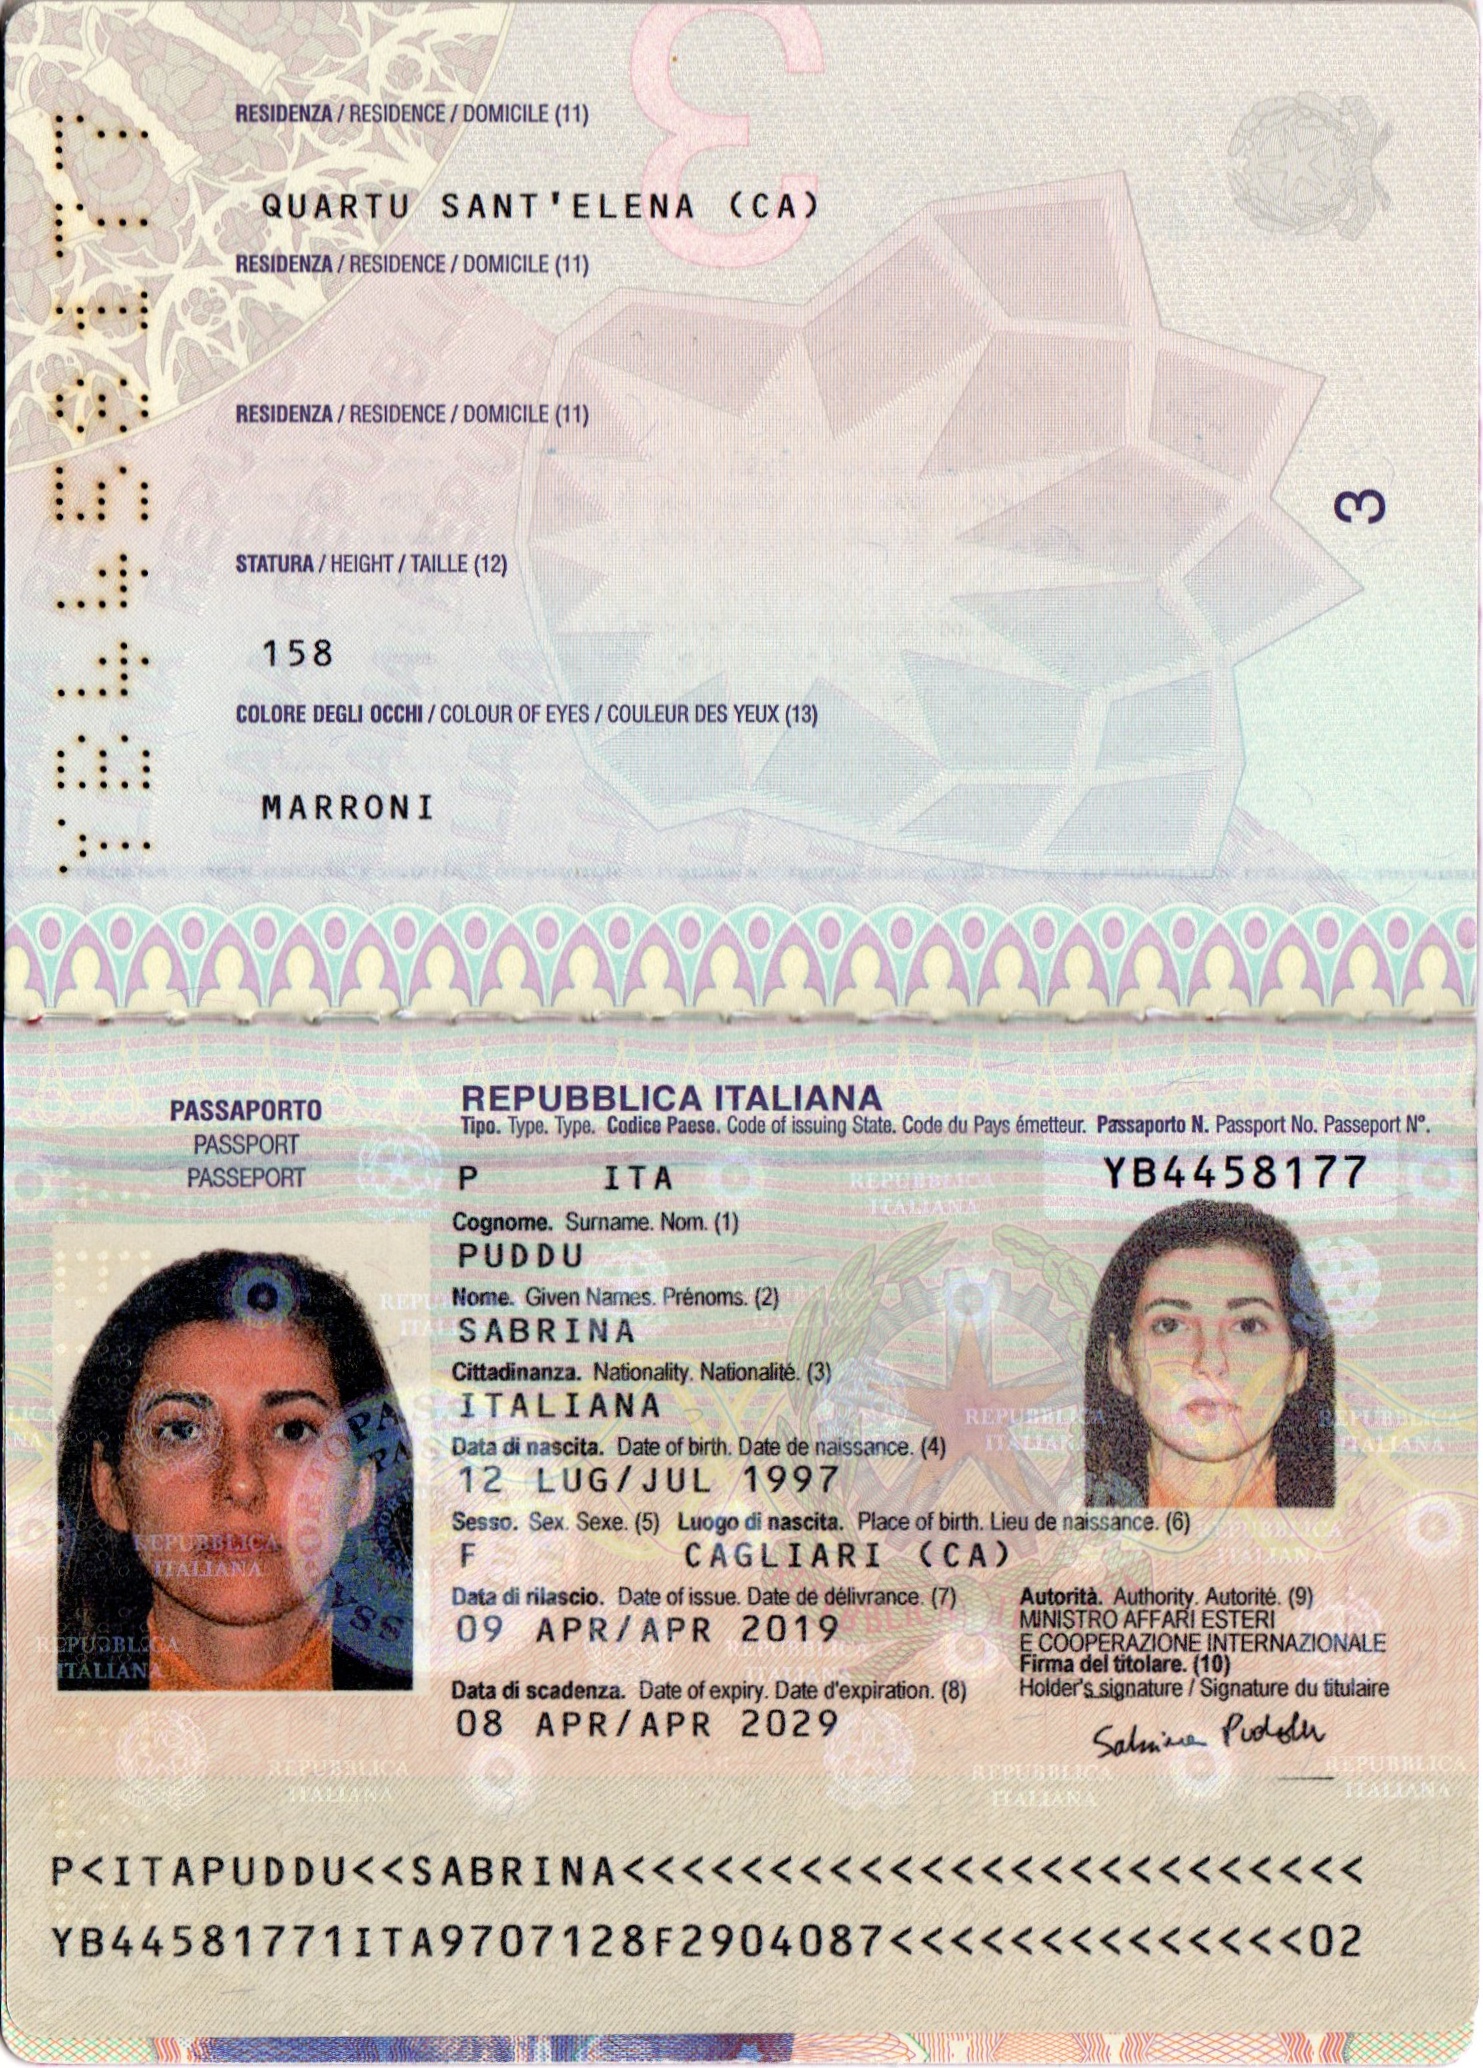 RESIDENZA / RESIDENCE / DOMICILE (11)
QUARTU SANT'ELENA (CA)
RESIDENZA / RESIDENCE / DOMICILE (11)
RESIDENZA / RESIDENCE / DOMICILE (11)
STATURA / HEIGHT / TAILLE (12)
158
COLORE DEGLI OCCHI / COLOUR OF EYES / COULEUR DES YEUX (13)
MARRONI
3
3
YB4458177
PASSAPORTO
PASSPORT
PASSEPORT
REPUBBLICA ITALIANA
Tipo. Type. Type. Codice Paese. Code of issuing State. Code du Pays émetteur. Passaporto N. Passport No. Passeport N°.
P ITA YB4458177
Cognome. Surname. Nom. (1)
PUDDU
Nome. Given Names. Prénoms. (2)
SABRINA
Cittadinanza. Nationality. Nationalité. (3)
ITALIANA
Data di nascita. Date of birth. Date de naissance. (4)
12 LUG/JUL 1997
Sesso. Sex. Sexe. (5) Luogo di nascita. Place of birth. Lieu de naissance. (6)
F CAGLIARI (CA)
Data di rilascio. Date of issue. Date de délivrance. (7)
09 APR/APR 2019
Autorità. Authority. Autorité. (9)
MINISTRO AFFARI ESTERI
E COOPERAZIONE INTERNAZIONALE
Firma del titolare. (10)
Holder's signature / Signature du titulaire
Data di scadenza. Date of expiry. Date d'expiration. (8)
08 APR/APR 2029
Sabrina Puddu
REPUBBLICA
ITALIANA
P<ITAPUDDU<<SABRINA<<<<<<<<<<<<<<<<<<<<<<<<<
YB44581771ITA9707128F2904087<<<<<<<<<<<<<<02